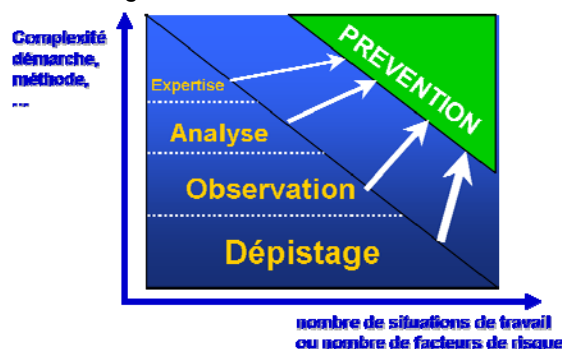 Complexité
démarche,
méthode,
...
PREVENTION
Expertise
Analyse
Observation
Dépistage
nombre de situations de travail
ou nombre de facteurs de risque